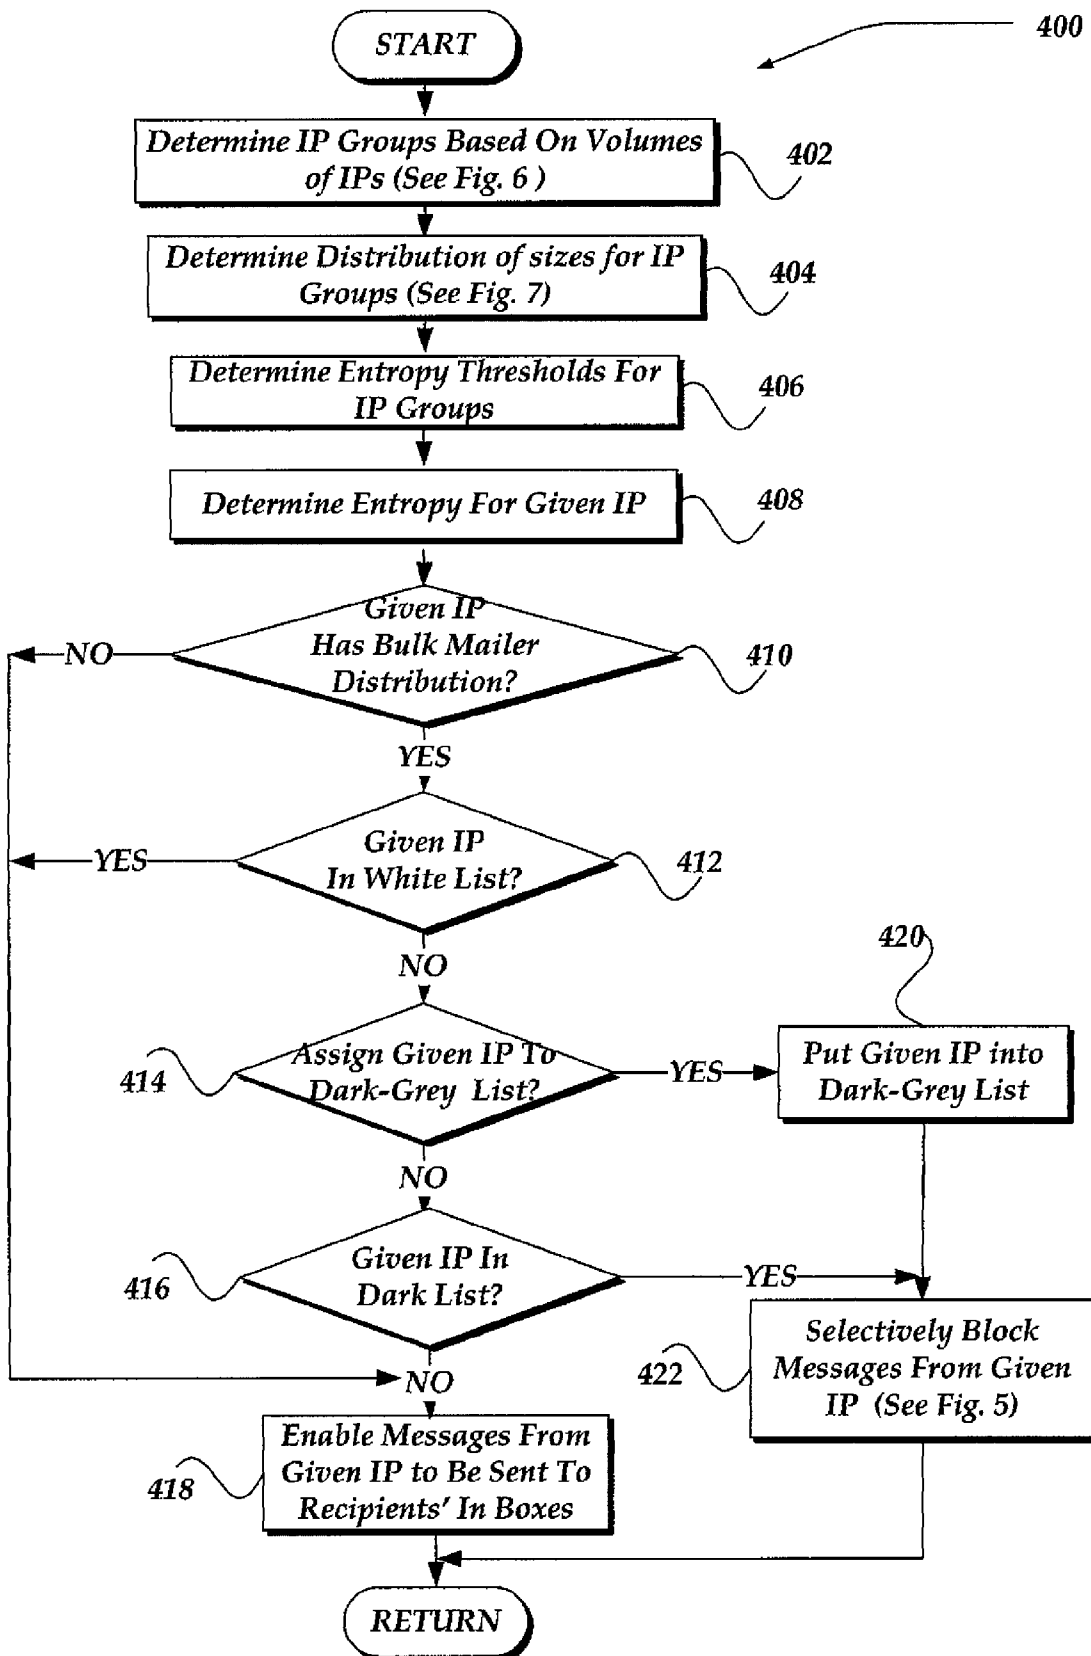 START
400
Determine IP Groups Based On Volumes
of IPs (See Fig. 6 )
402
Determine Distribution of sizes for IP
Groups (See Fig. 7)
404
Determine Entropy Thresholds For
IP Groups
406
Determine Entropy For Given IP
408
Given IP
Has Bulk Mailer
Distribution?
NO
410
YES
Given IP
In White List?
YES
412
NO
420
Assign Given IP To
Dark-Grey List?
414
YES
Put Given IP into
Dark-Grey List
NO
Given IP In
Dark List?
416
YES
Selectively Block
Messages From Given
IP (See Fig. 5)
422
NO
Enable Messages From
Given IP to Be Sent To
Recipients' In Boxes
418
RETURN